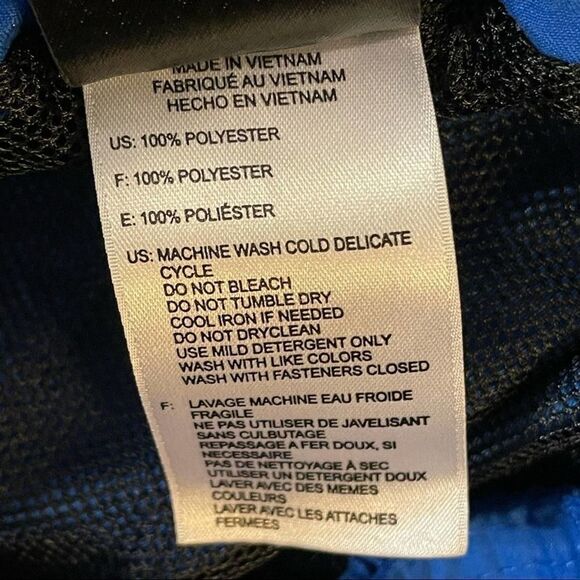 MADE IN VIETNAM
FABRIQUÉ AU VIETNAM
HECHO EN VIETNAM
US: 100% POLYESTER
F: 100% POLYESTER
E: 100% POLIÉSTER
US: MACHINE WASH COLD DELICATE
CYCLE
DO NOT BLEACH
DO NOT TUMBLE DRY
COOL IRON IF NEEDED
DO NOT DRYCLEAN
USE MILD DETERGENT ONLY
WASH WITH LIKE COLORS
WASH WITH FASTENERS CLOSED
F: LAVAGE MACHINE EAU FROIDE
FRAGILE
NE PAS UTILISER DE JAVELISANT
SANS CULBUTAGE
REPASSAGE A FER DOUX, SI
NECESSAIRE
PAS DE NETTOYAGE À SEC
UTILISER UN DETERGENT DOUX
LAVER AVEC DES MEMES
COULEURS
LAVER AVEC LES ATTACHES
FERMEES